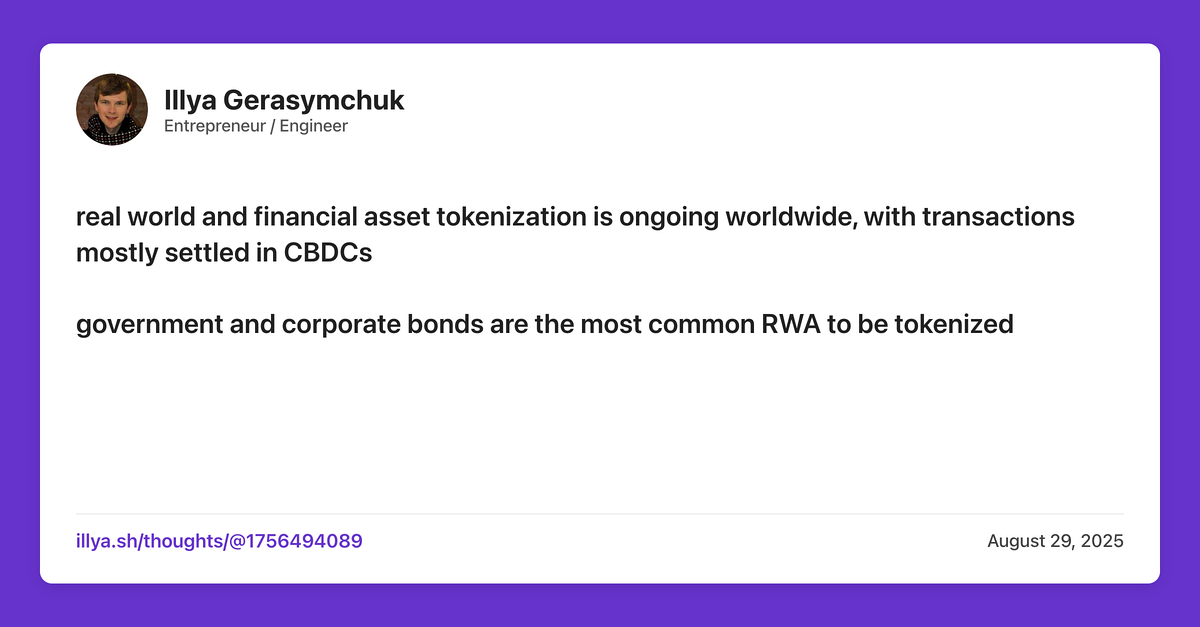 Illya Gerasymchuk
Entrepreneur / Engineer
real world and financial asset tokenization is ongoing worldwide, with transactions
mostly settled in CBDCs
government and corporate bonds are the most common RWA to be tokenized
illya.sh/thoughts/@1756494089
August 29, 2025